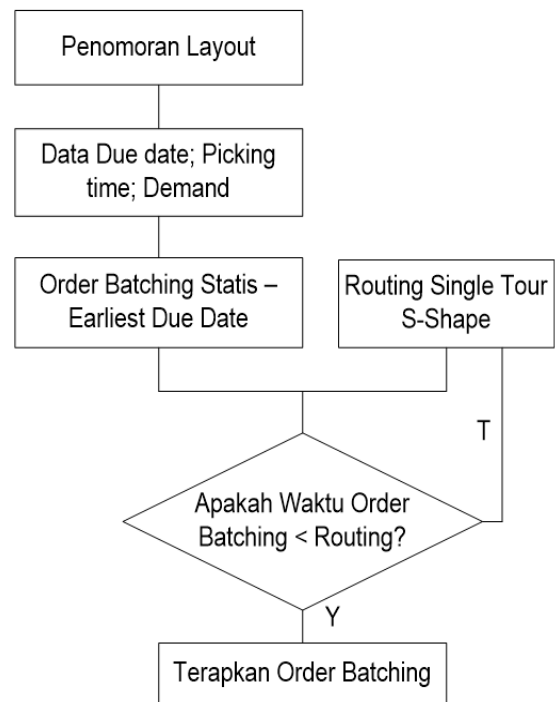 Penomoran Layout
Data Due date; Picking
time; Demand
Order Batching Statis –
Earliest Due Date
Routing Single Tour
S-Shape
T
Apakah Waktu Order
Batching < Routing?
Y
Terapkan Order Batching